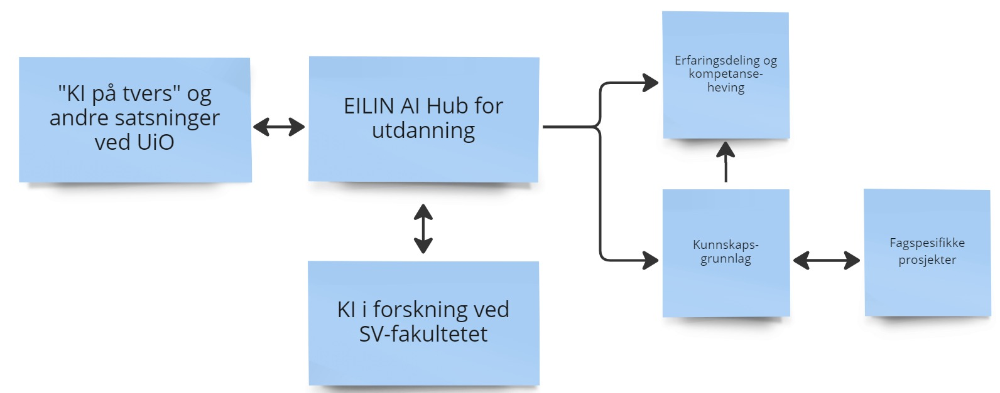 "KI på tvers" og
andre satsninger
ved UiO
EILIN AI Hub for
utdanning
Erfaringsdeling og
kompetanse-
heving
KI i forskning ved
SV-fakultetet
Kunnskaps-
grunnlag
Fagspesifikke
prosjekter